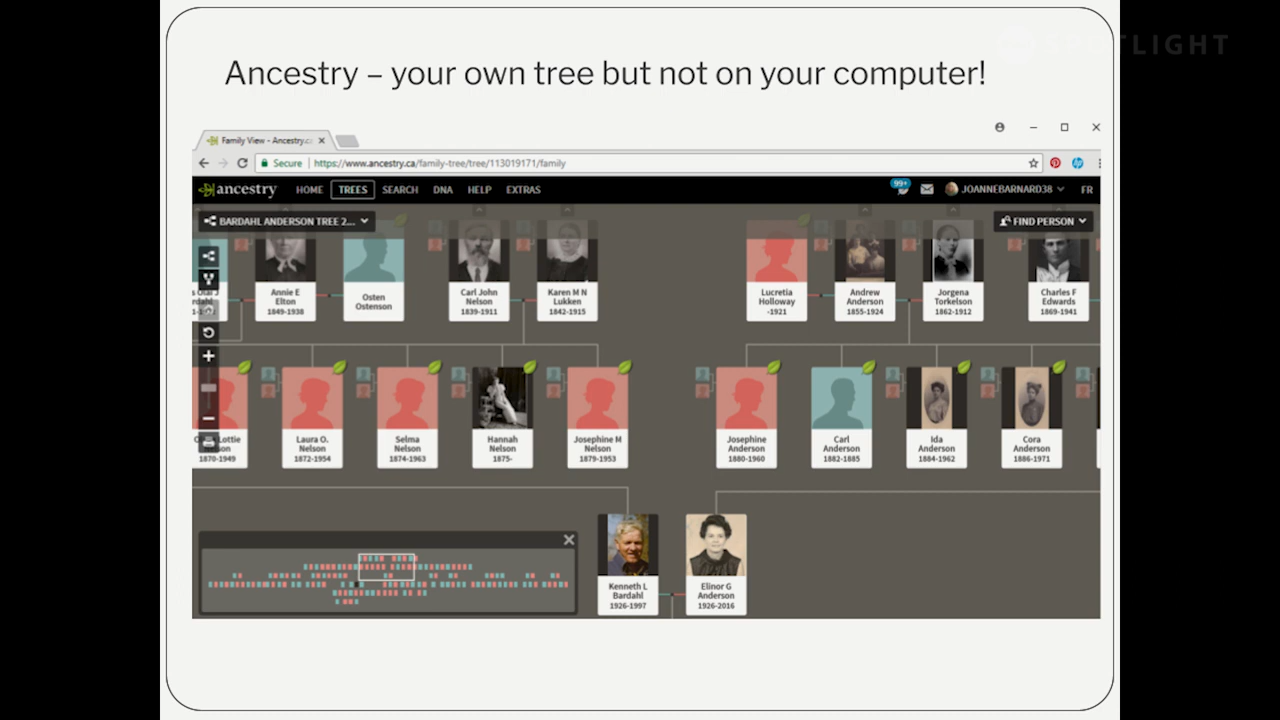 SPOTLIGHT
Ancestry – your own tree but not on your computer!
Family View - Ancestry.c
Secure | https://www.ancestry.ca/family-tree/tree/113019171/family
ancestry HOME TREES SEARCH DNA HELP EXTRAS 99+ JOANNEBARNARD38 FR
BARDAHL ANDERSON TREE 2... FIND PERSON
Annie E
Elton
1849-1938
Osten
Ostenson
Carl John
Nelson
1839-1911
Karen M N
Lukken
1842-1915
Lucretia
Holloway
-1921
Andrew
Anderson
1855-1924
Jorgena
Torkelson
1862-1912
Charles F
Edwards
1869-1941
Lottie
1870-1949
Laura O.
Nelson
1872-1954
Selma
Nelson
1874-1963
Hannah
Nelson
1875-
Josephine M
Nelson
1879-1953
Josephine
Anderson
1880-1960
Carl
Anderson
1882-1885
Ida
Anderson
1884-1962
Cora
Anderson
1886-1971
Kenneth L
Bardahl
1926-1997
Elinor G
Anderson
1926-2016